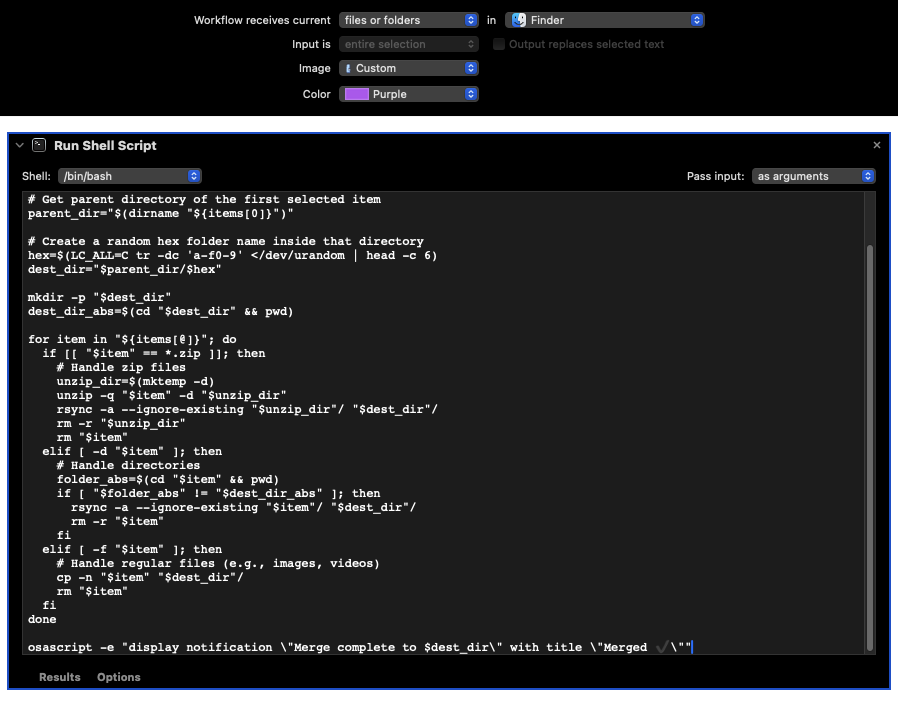 Workflow receives current files or folders in Finder
Input is entire selection Output replaces selected text
Image Custom
Color Purple
Run Shell Script
Shell: /bin/bash Pass input: as arguments
# Get parent directory of the first selected item
parent_dir="$(dirname "${items[0]}")"
# Create a random hex folder name inside that directory
hex=$(LC_ALL=C tr -dc 'a-f0-9' </dev/urandom | head -c 6)
dest_dir="$parent_dir/$hex"
mkdir -p "$dest_dir"
dest_dir_abs=$(cd "$dest_dir" && pwd)
for item in "${items[@]}"; do
  if [[ "$item" == *.zip ]]; then
    # Handle zip files
    unzip_dir=$(mktemp -d)
    unzip -q "$item" -d "$unzip_dir"
    rsync -a --ignore-existing "$unzip_dir"/ "$dest_dir"/
    rm -r "$unzip_dir"
    rm "$item"
  elif [ -d "$item" ]; then
    # Handle directories
    folder_abs=$(cd "$item" && pwd)
    if [ "$folder_abs" != "$dest_dir_abs" ]; then
      rsync -a --ignore-existing "$item"/ "$dest_dir"/
      rm -r "$item"
    fi
  elif [ -f "$item" ]; then
    # Handle regular files (e.g., images, videos)
    cp -n "$item" "$dest_dir"/
    rm "$item"
  fi
done
osascript -e "display notification \"Merge complete to $dest_dir\" with title \"Merged ✔\""
Results Options